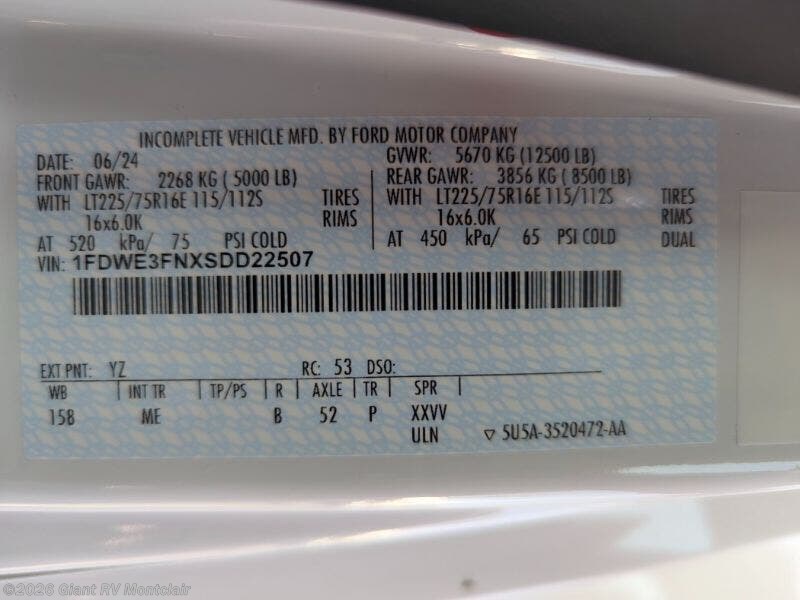 INCOMPLETE VEHICLE MFD. BY FORD MOTOR COMPANY
DATE: 06/24 GVWR: 5670 KG (12500 LB)
FRONT GAWR: 2268 KG ( 5000 LB) REAR GAWR: 3856 KG ( 8500 LB)
WITH LT225/75R16E 115/112S TIRES WITH LT225/75R16E 115/112S TIRES
16x6.0K RIMS 16x6.0K RIMS
AT 520 kPa/ 75 PSI COLD AT 450 kPa/ 65 PSI COLD DUAL
VIN: 1FDWE3FNXSDD22507
EXT PNT: YZ RC: 53 DSO:
WB INT TR TP/PS R AXLE TR SPR
158 ME B 52 P XXVV
ULN ▽ 5U5A-3520472-AA
©2026 Giant RV Montclair